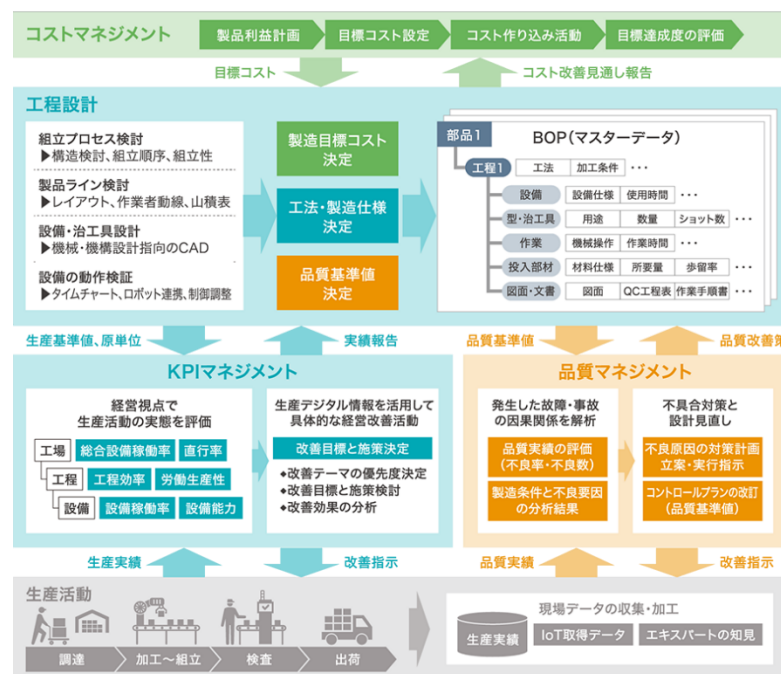 コストマネジメント
製品利益計画
目標コスト設定
コスト作り込み活動
目標達成度の評価
目標コスト
コスト改善見通し報告
工程設計
組立プロセス検討
▶構造検討、組立順序、組立性
製品ライン検討
▶レイアウト、作業者動線、山積表
設備・治工具設計
▶機械・機構設計指向のCAD
設備の動作検証
▶タイムチャート、ロボット連携、制御調整
製造目標コスト
決定
工法・製造仕様
決定
品質基準値
決定
部品1
BOP(マスターデータ)
工程1
工法
加工条件
・・・
設備
設備仕様
使用時間
・・・
型・治工具
用途
数量
ショット数
・・・
作業
機械操作
作業時間
・・・
投入部材
材料仕様
所要量
歩留率
・・・
図面・文書
図面
QC工程表
作業手順書
・・・
生産基準値、原単位
実績報告
品質基準値
品質改善策
KPIマネジメント
経営視点で
生産活動の実態を評価
工場
総合設備稼働率
直行率
工程
工程効率
労働生産性
設備
設備稼働率
設備能力
生産デジタル情報を活用して
具体的な経営改善活動
改善目標と施策決定
◆改善テーマの優先度決定
◆改善目標と施策検討
◆改善効果の分析
品質マネジメント
発生した故障・事故
の因果関係を解析
品質実績の評価
(不良率・不良数)
製造条件と不良要因
の分析結果
不具合対策と
設計見直し
不良原因の対策計画
立案・実行指示
コントロールプランの改訂
(品質基準値)
生産実績
改善指示
品質実績
改善指示
生産活動
調達
加工〜組立
検査
出荷
現場データの収集・加工
生産実績
IoT取得データ
エキスパートの知見